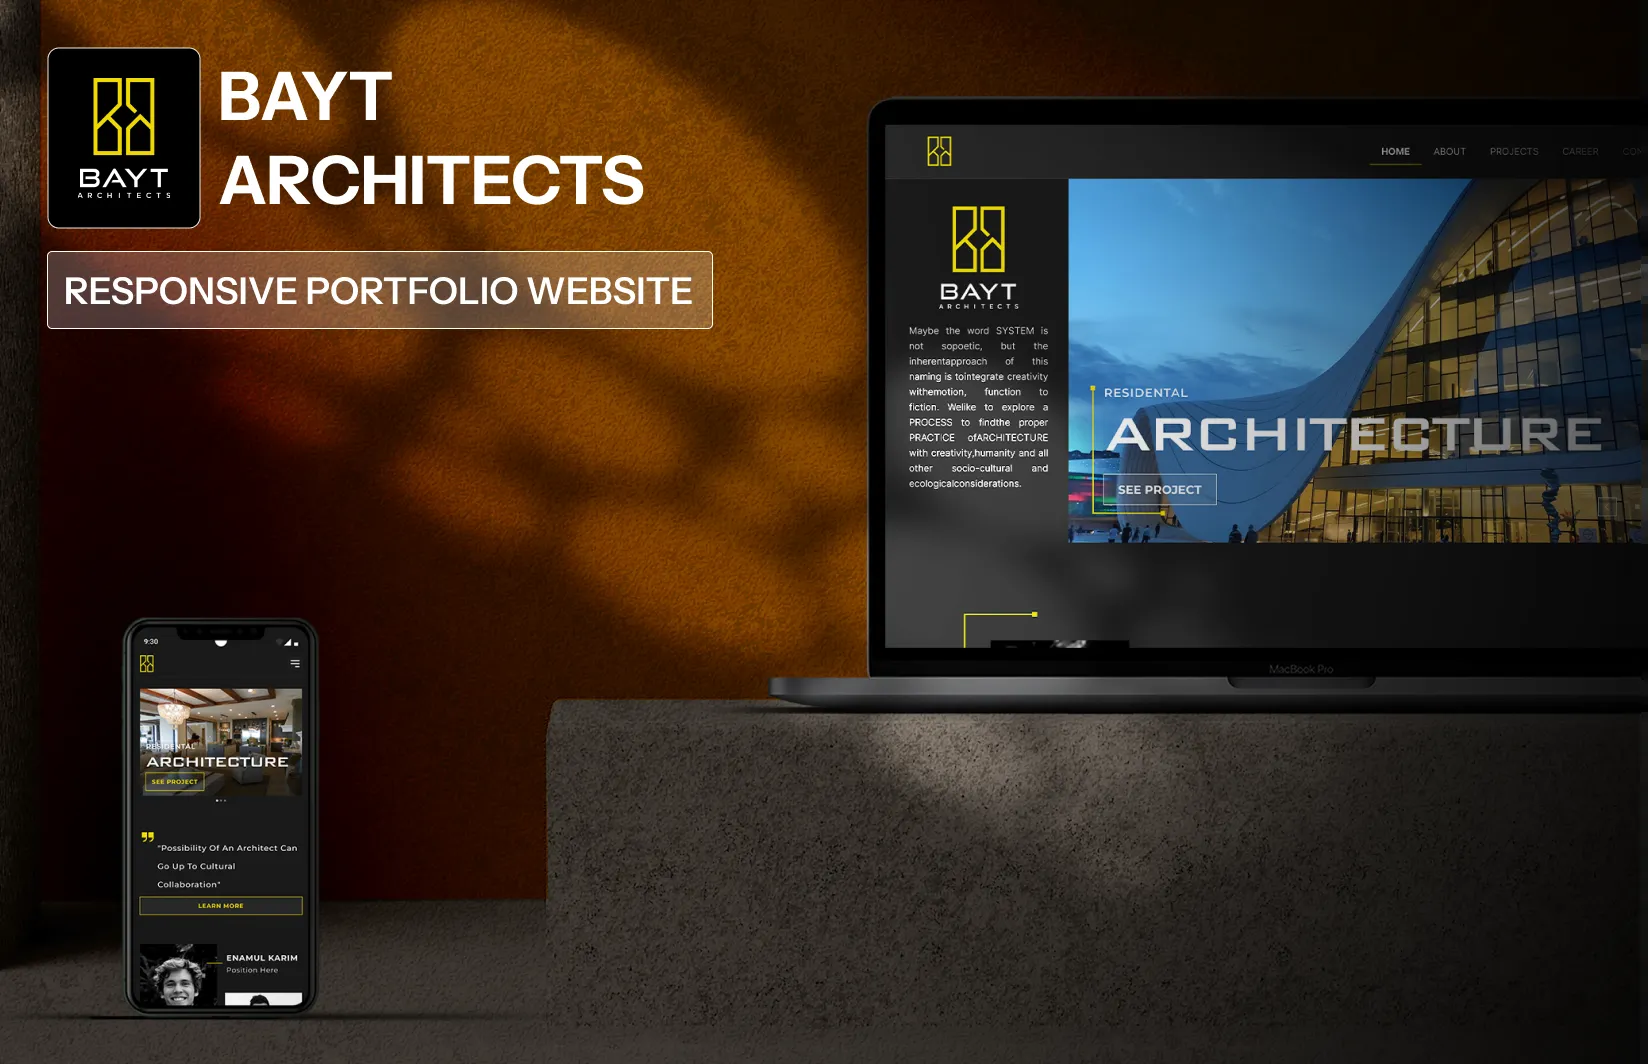 BAYT
ARCHITECTS
BAYT
ARCHITECTS
RESPONSIVE PORTFOLIO WEBSITE
HOME ABOUT PROJECTS CAREER
BAYT
ARCHITECTS
Maybe the word SYSTEM is
not sopoetic, but the
inherentapproach of this
naming is tointegrate creativity
withemotion, function to
fiction. Welike to explore a
PROCESS to findthe proper
PRACTICE ofARCHITECTURE
with creativity,humanity and all
other socio-cultural and
ecologicalconsiderations.
RESIDENTAL
ARCHITECTURE
SEE PROJECT
MacBook Pro
9:30
RESIDENTAL
ARCHITECTURE
SEE PROJECT
"Possibility Of An Architect Can
Go Up To Cultural
Collaboration"
LEARN MORE
ENAMUL KARIM
Position Here